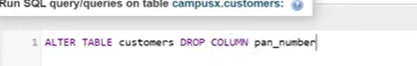 Run SQL query/queries on table campusx.customers:
1 ALTER TABLE customers DROP COLUMN pan_number